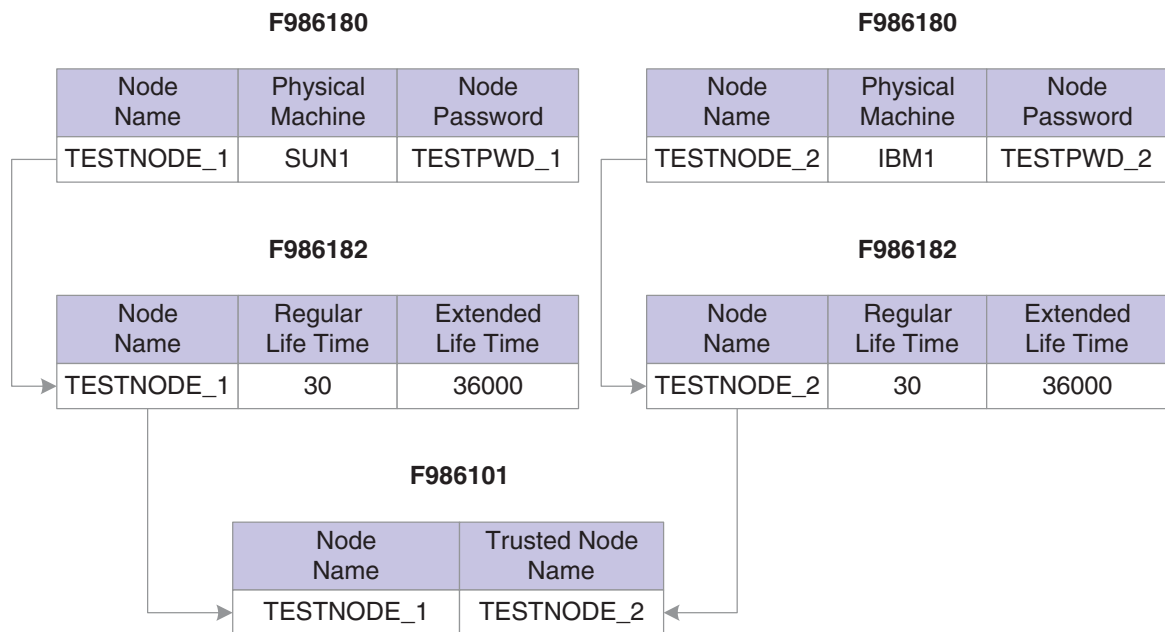 F986180
F986180
Node Name
Physical Machine
Node Password
Node Name
Physical Machine
Node Password
TESTNODE_1
SUN1
TESTPWD_1
TESTNODE_2
IBM1
TESTPWD_2
F986182
F986182
Node Name
Regular Life Time
Extended Life Time
Node Name
Regular Life Time
Extended Life Time
TESTNODE_1
30
36000
TESTNODE_2
30
36000
F986101
Node Name
Trusted Node Name
TESTNODE_1
TESTNODE_2